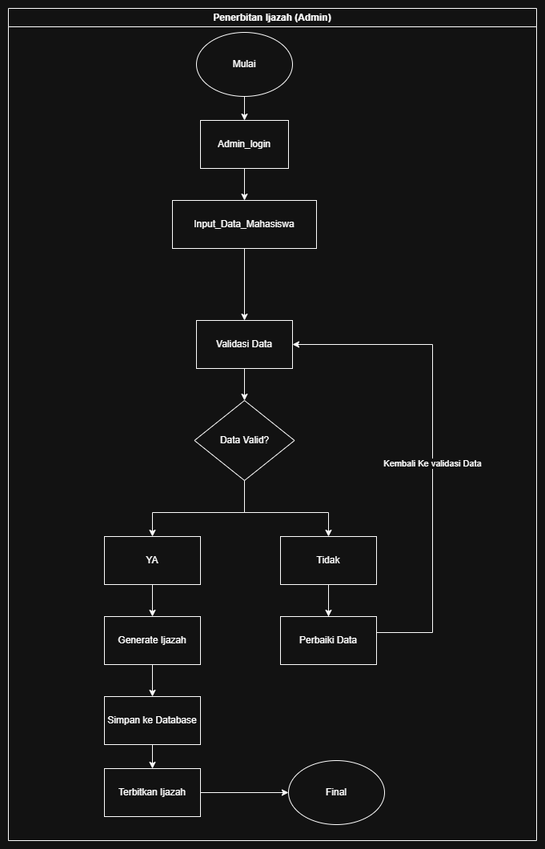 Penerbitan Ijazah (Admin)
Mulai
Admin_login
Input_Data_Mahasiswa
Validasi Data
Data Valid?
Kembali Ke validasi Data
YA
Tidak
Generate Ijazah
Perbaiki Data
Simpan ke Database
Terbitkan Ijazah
Final